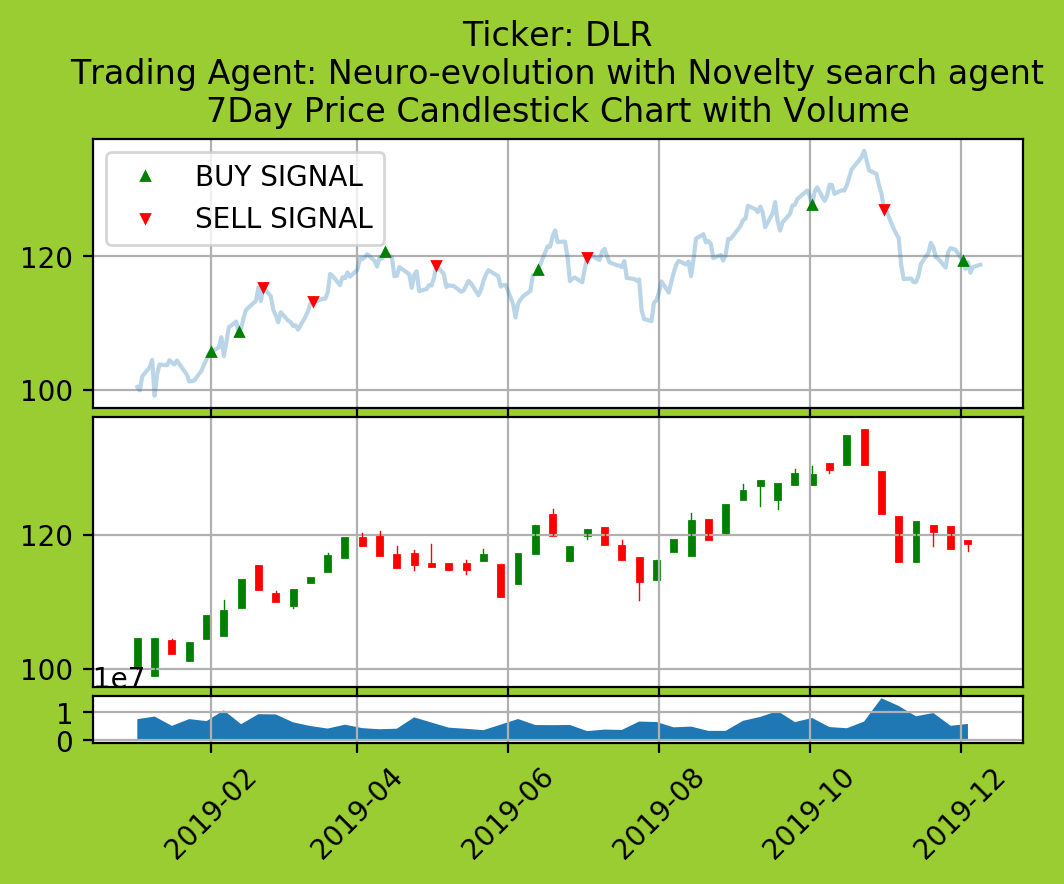 Ticker: DLR
Trading Agent: Neuro-evolution with Novelty search agent
7Day Price Candlestick Chart with Volume
BUY SIGNAL
SELL SIGNAL
120
100
120
100
1e7
1
0
2019-02
2019-04
2019-06
2019-08
2019-10
2019-12